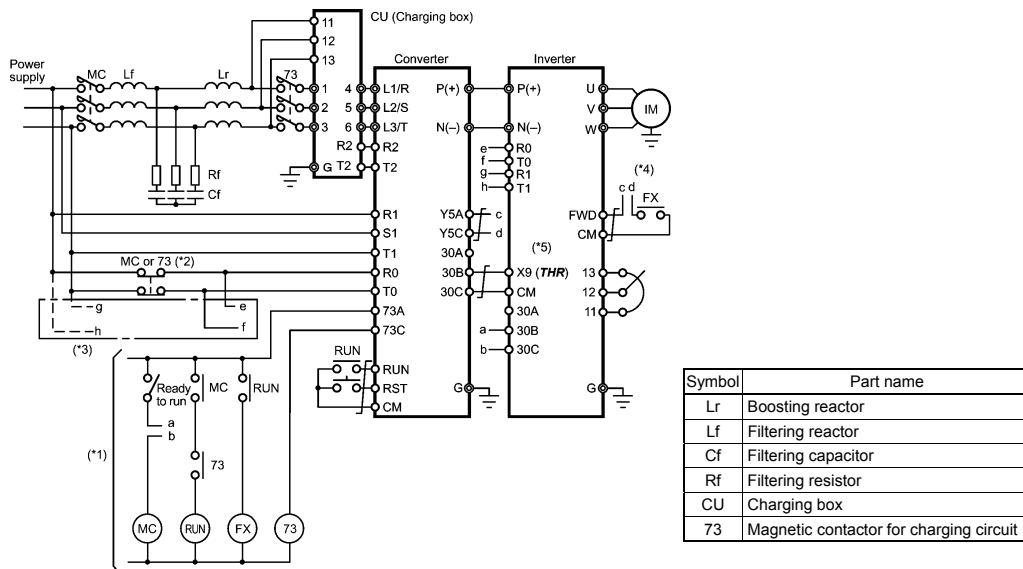 CU (Charging box)
11
12
13
Converter
Inverter
Power
supply
MC
Lf
Lr
73
1
4
L1/R
P(+)
P(+)
U
2
5
L2/S
V
IM
3
6
L3/T
N(−)
N(−)
W
R2
R2
e
R0
G
T2
T2
f
T0
g
R1
h
T1
Rf
Cf
(*4)
c d
FX
R1
Y5A
c
FWD
S1
Y5C
d
CM
T1
30A
(*5)
MC or 73 (*2)
R0
30B
X9 (THR)
13
T0
30C
CM
12
g
e
73A
30A
11
h
f
73C
a
30B
(*3)
b
30C
RUN
RUN
RST
CM
G
G
Ready
to run
MC
RUN
a
b
(*1)
73
MC
RUN
FX
73
Symbol Part name
Lr Boosting reactor
Lf Filtering reactor
Cf Filtering capacitor
Rf Filtering resistor
CU Charging box
73 Magnetic contactor for charging circuit